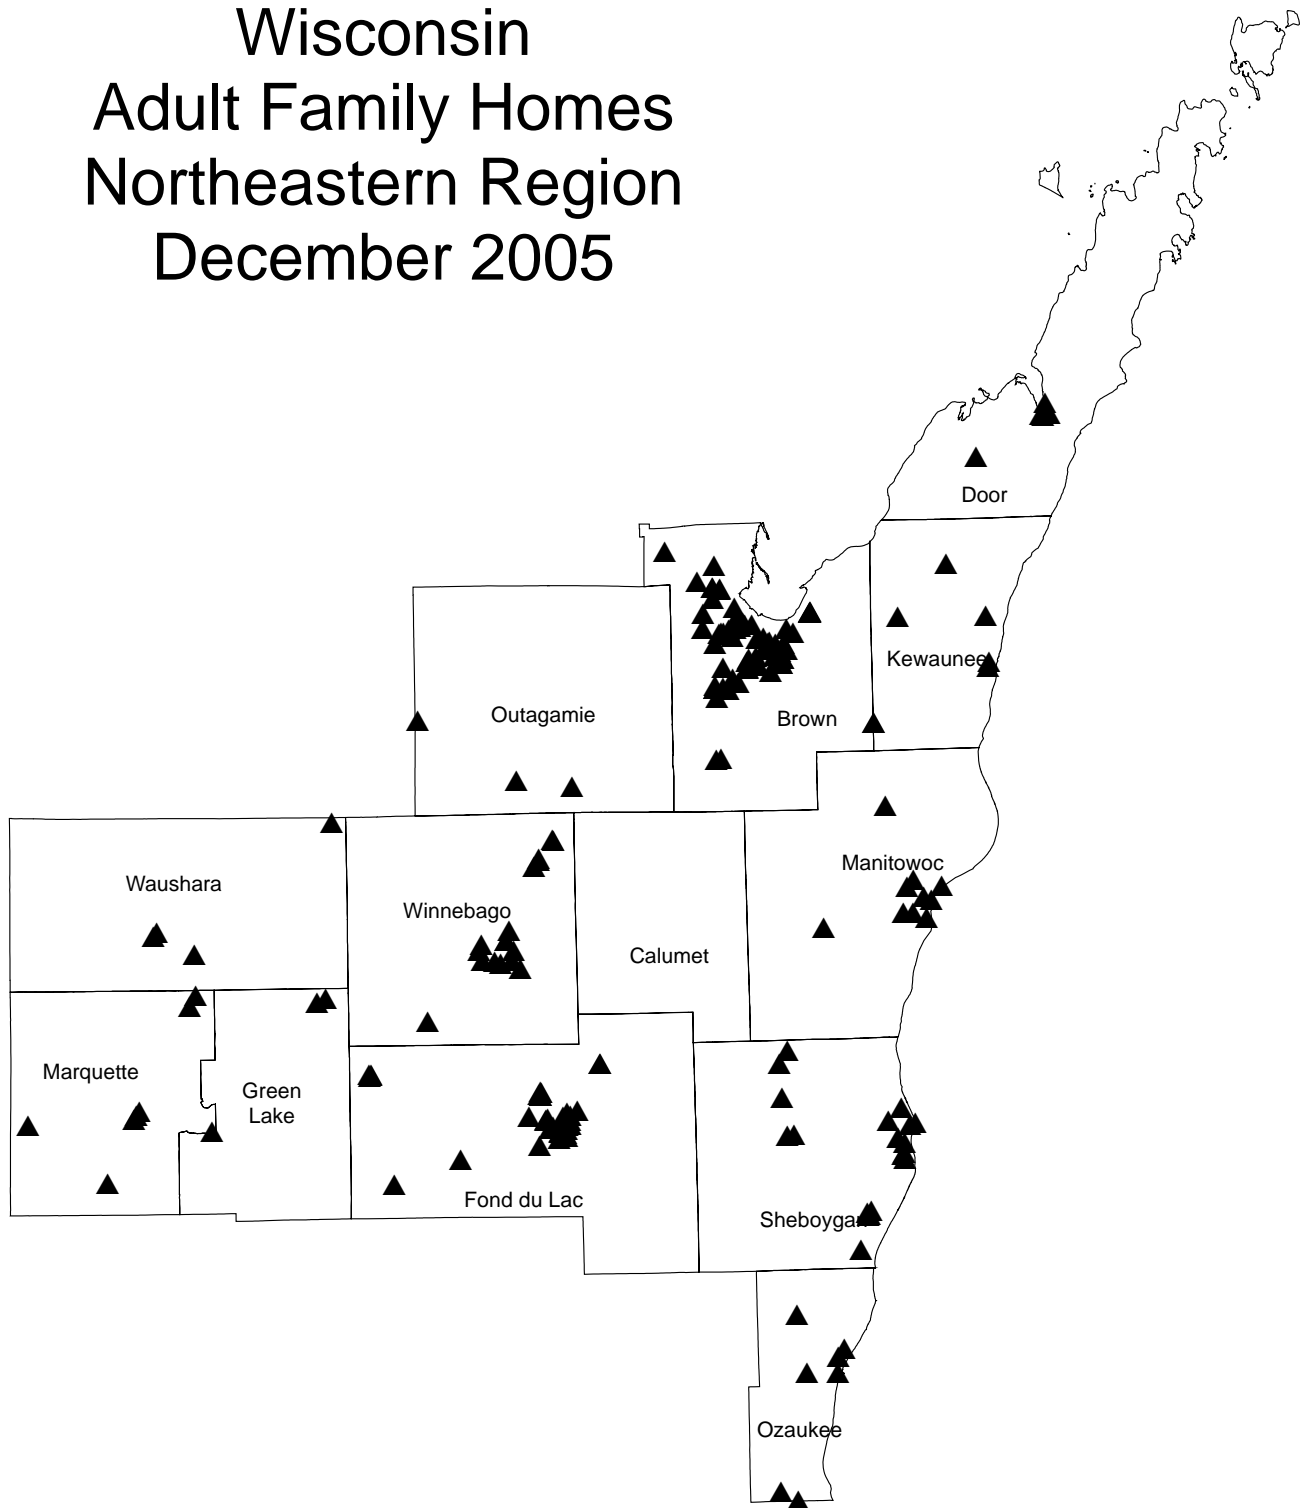 Wisconsin
Adult Family Homes
Northeastern Region
December 2005
Door
Kewaunee
Outagamie
Brown
Manitowoc
Waushara
Winnebago
Calumet
Marquette
Green
Lake
Fond du Lac
Sheboygan
Ozaukee